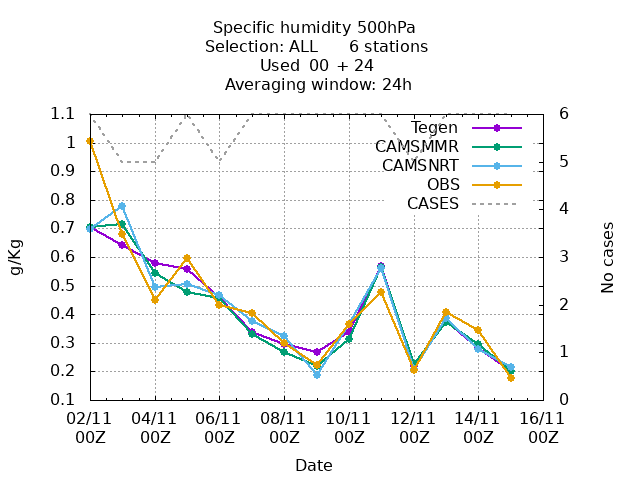 Specific humidity 500hPa
Selection: ALL 6 stations
Used 00 + 24
Averaging window: 24h
1.1
1
0.9
0.8
0.7
0.6
0.5
0.4
0.3
0.2
0.1
g/Kg
Tegen
CAMSMMR
CAMSNRT
OBS
CASES
6
5
4
3
2
1
0
No cases
02/11 04/11 06/11 08/11 10/11 12/11 14/11 16/11
00Z 00Z 00Z 00Z 00Z 00Z 00Z 00Z
Date